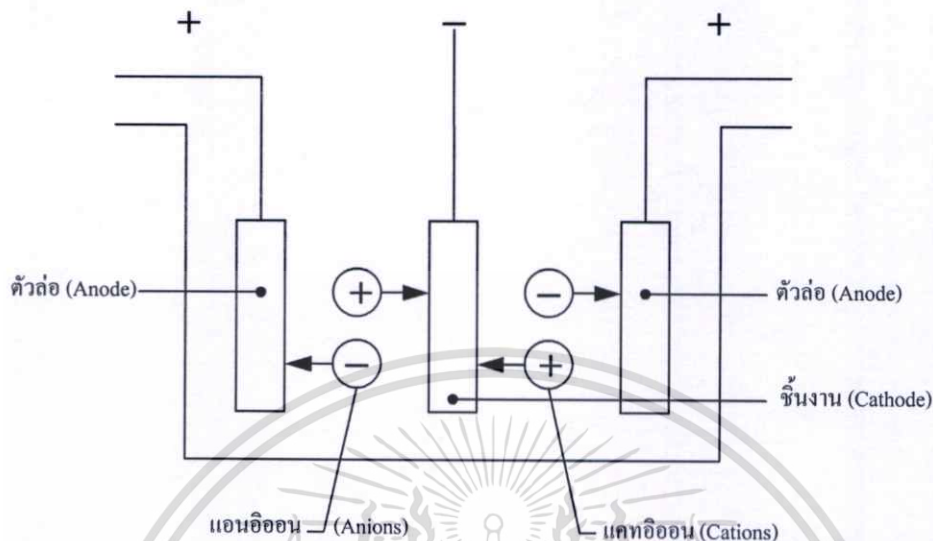 + − +
ตัวล่อ (Anode)
+
−
ตัวล่อ (Anode)
−
+
ชิ้นงาน (Cathode)
แอนอิออน (Anions)
แคทอิออน (Cations)